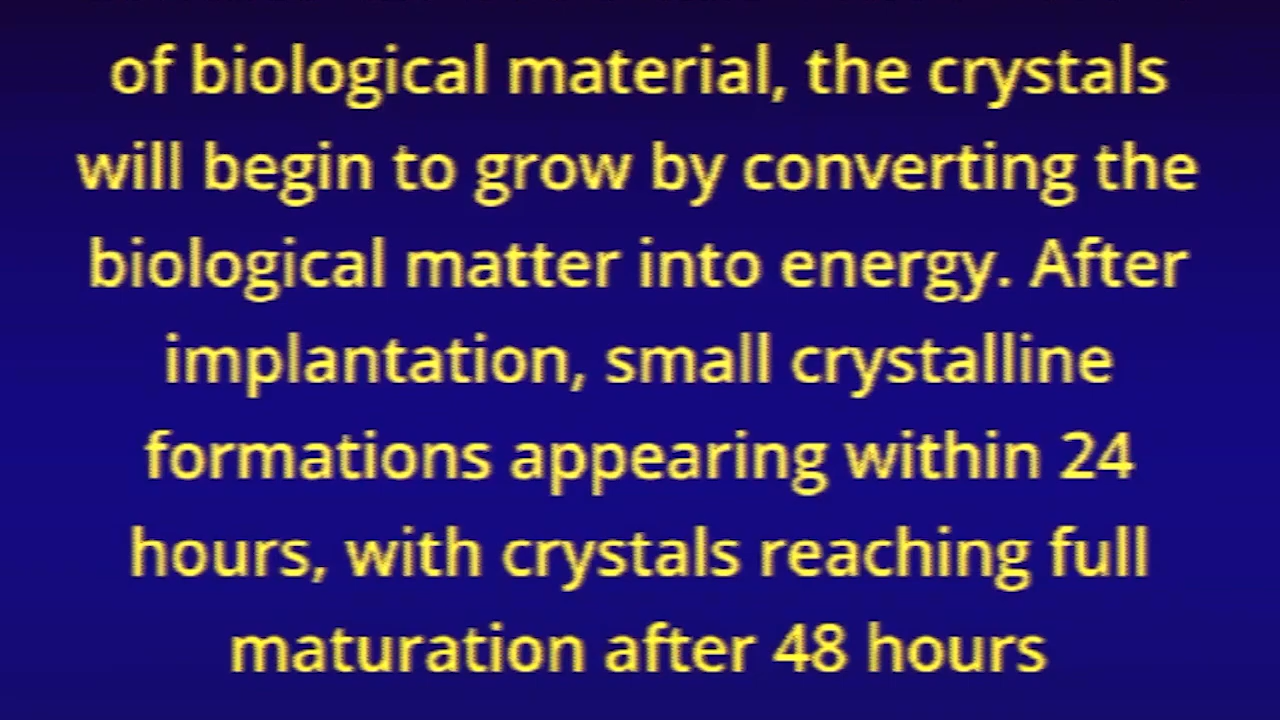 of biological material, the crystals
will begin to grow by converting the
biological matter into energy. After
implantation, small crystalline
formations appearing within 24
hours, with crystals reaching full
maturation after 48 hours